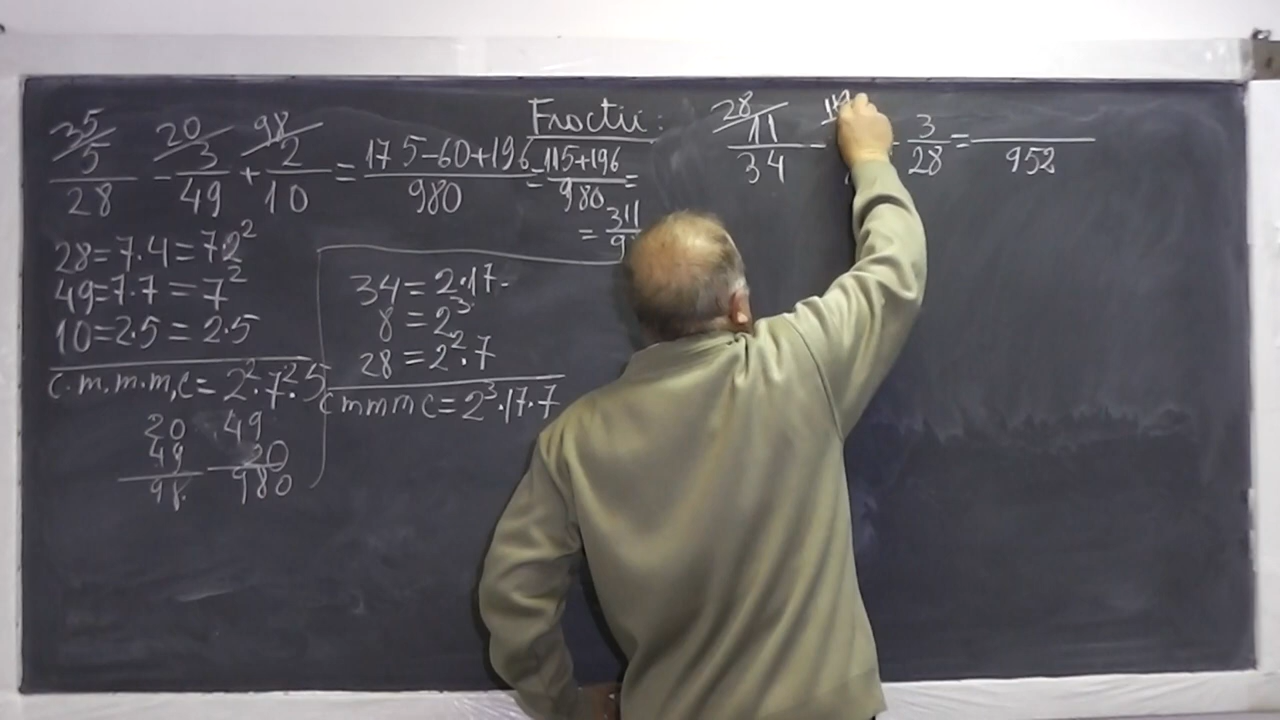 Fractii:
35 20 98
5/28 - 3/49 + 2/10 = 175-60+196/980 = 115+196/980 =
= 311/9
28=7.4=7.2²
49=7.7=7²
10=2.5=2.5
c.m.m.m.c=2².7².5
20 49
49 20
98. 980
34=2.17.
8=2³.
28=2².7
cmmmc=2³.17.7
28 119
11/34 - 3/28 = /952